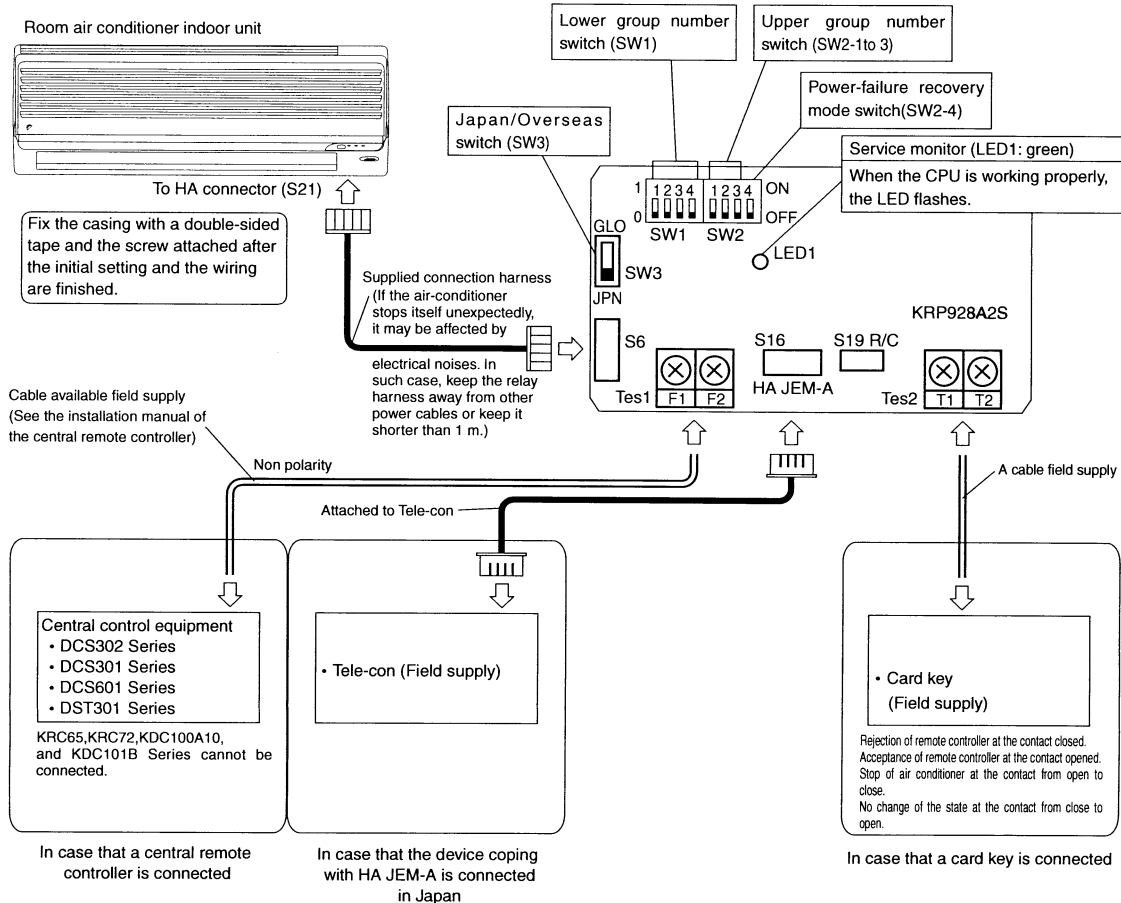 Room air conditioner indoor unit
To HA connector (S21)
Fix the casing with a double-sided
tape and the screw attached after
the initial setting and the wiring
are finished.
Lower group number
switch (SW1)
Upper group number
switch (SW2-1to 3)
Power-failure recovery
mode switch(SW2-4)
Japan/Overseas
switch (SW3)
Service monitor (LED1: green)
When the CPU is working properly,
the LED flashes.
1 1 2 3 4 1 2 3 4 ON
0 OFF
SW1 SW2
GLO
SW3
JPN
LED1
KRP928A2S
S6
S16
HA JEM-A
S19 R/C
Tes1 F1 F2
Tes2 T1 T2
Supplied connection harness
(If the air-conditioner
stops itself unexpectedly,
it may be affected by
electrical noises. In
such case, keep the relay
harness away from other
power cables or keep it
shorter than 1 m.)
Cable available field supply
(See the installation manual of
the central remote controller)
Non polarity
Attached to Tele-con
A cable field supply
Central control equipment
• DCS302 Series
• DCS301 Series
• DCS601 Series
• DST301 Series
KRC65,KRC72,KDC100A10,
and KDC101B Series cannot be
connected.
In case that a central remote
controller is connected
• Tele-con (Field supply)
In case that the device coping
with HA JEM-A is connected
in Japan
• Card key
(Field supply)
Rejection of remote controller at the contact closed.
Acceptance of remote controller at the contact opened.
Stop of air conditioner at the contact from open to
close.
No change of the state at the contact from close to
open.
In case that a card key is connected